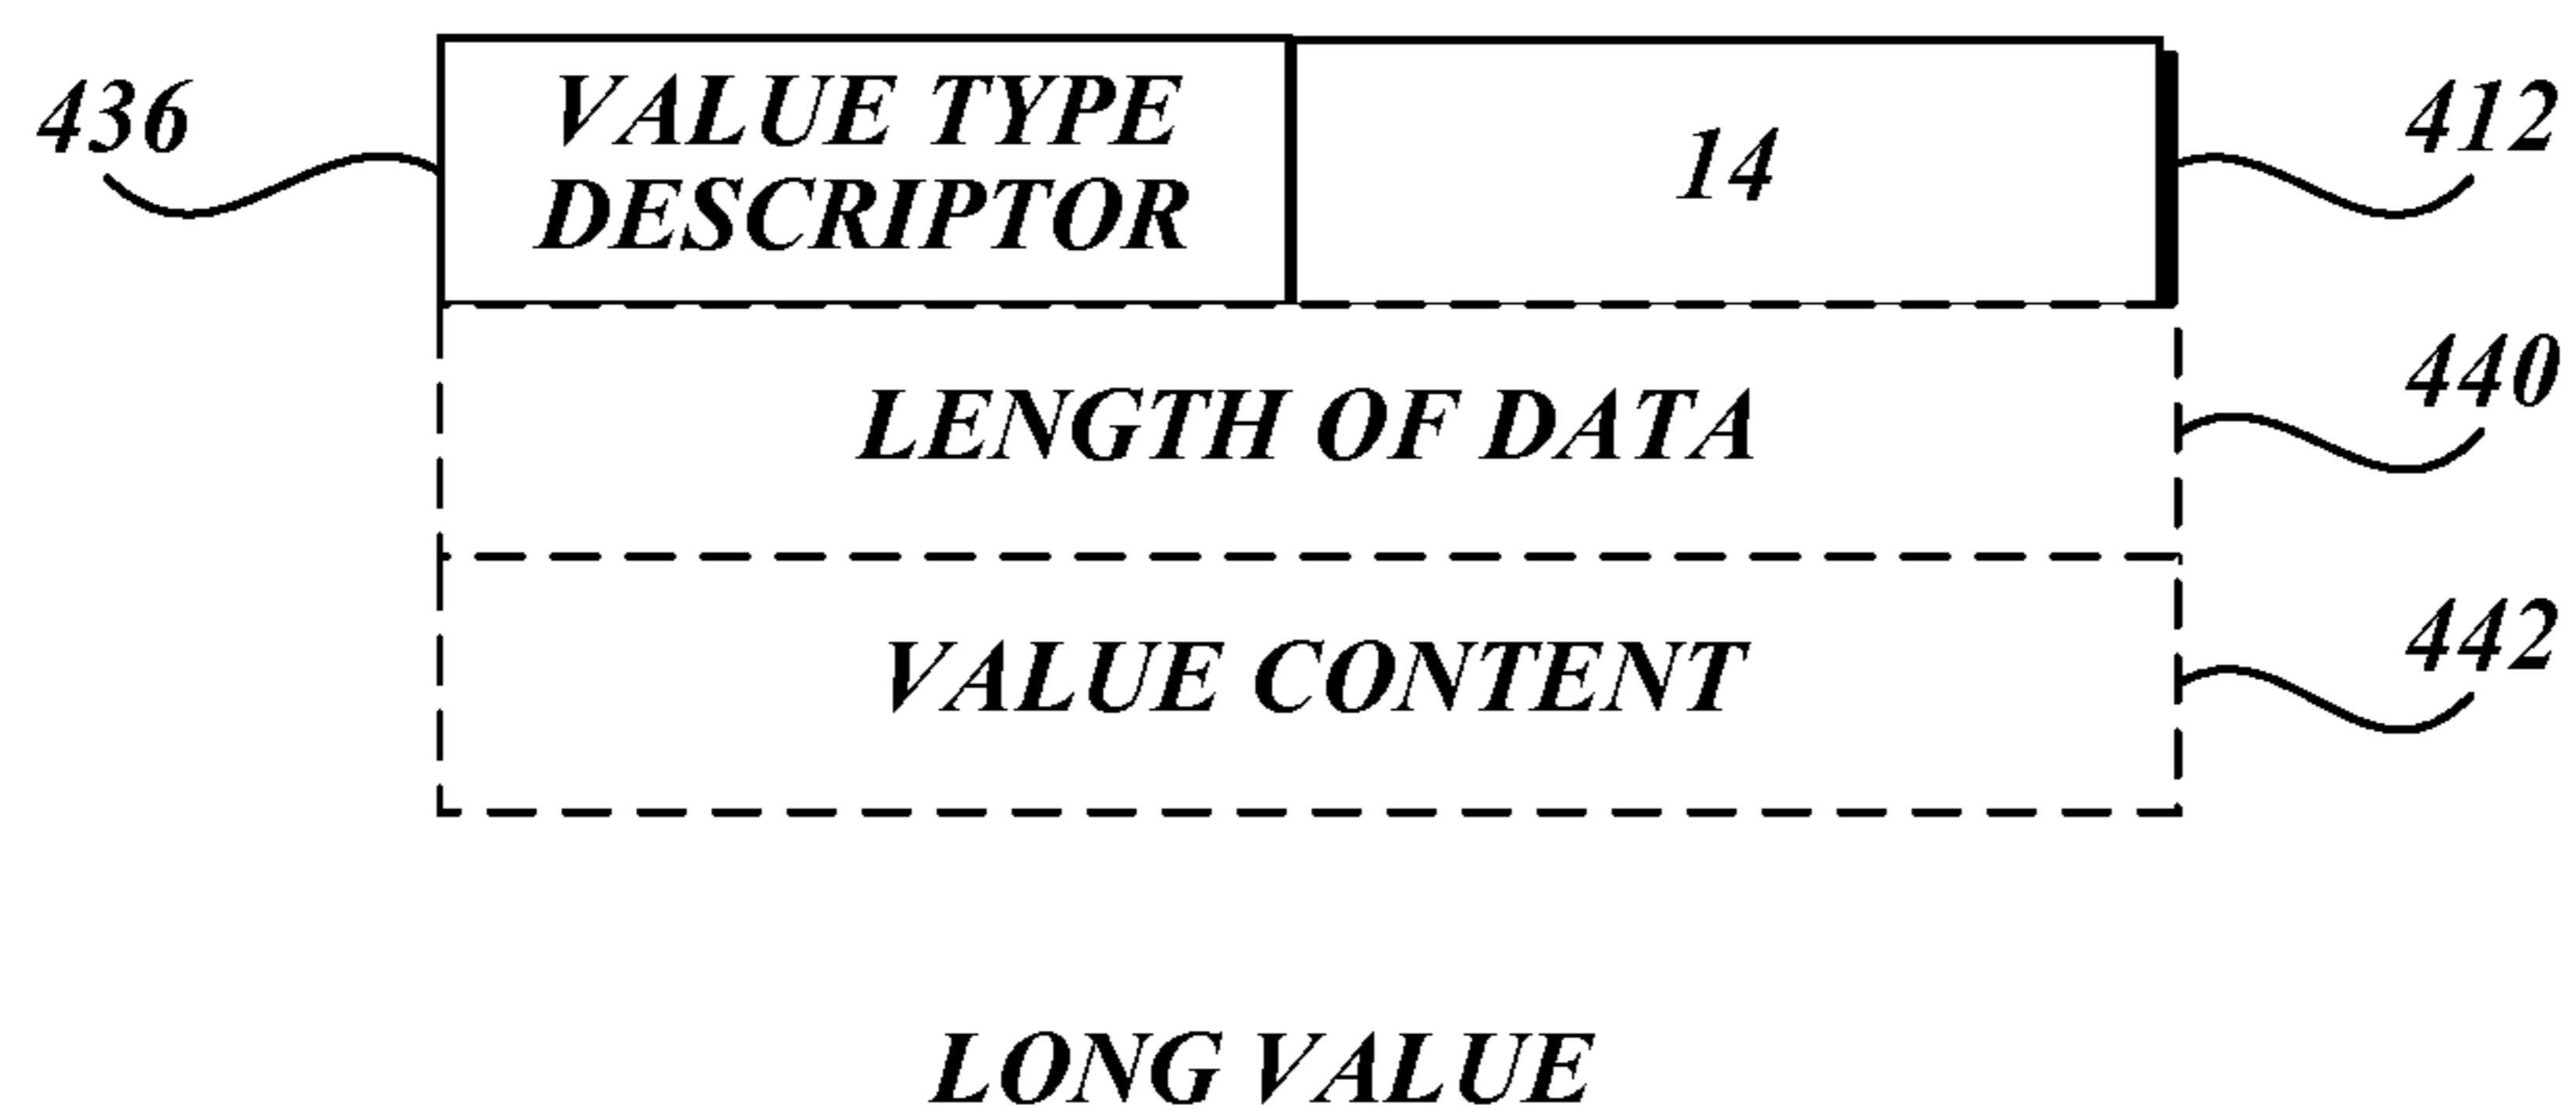 436
VALUE TYPE
DESCRIPTOR
14
412
LENGTH OF DATA
440
VALUE CONTENT
442
LONG VALUE